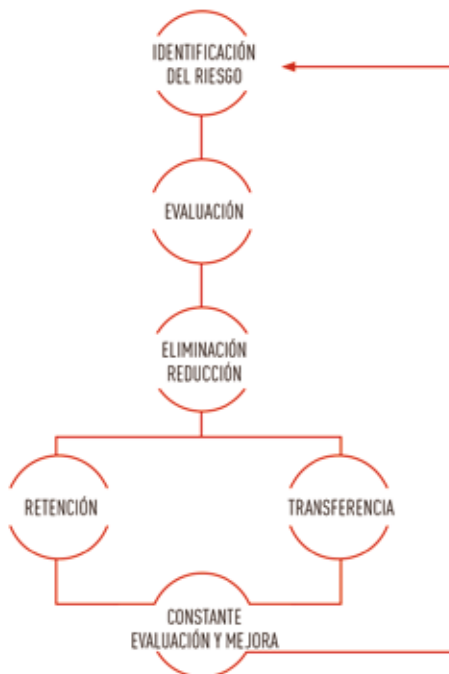 IDENTIFICACIÓN
DEL RIESGO
EVALUACIÓN
ELIMINACIÓN
REDUCCIÓN
RETENCIÓN
TRANSFERENCIA
CONSTANTE
EVALUACIÓN Y MEJORA